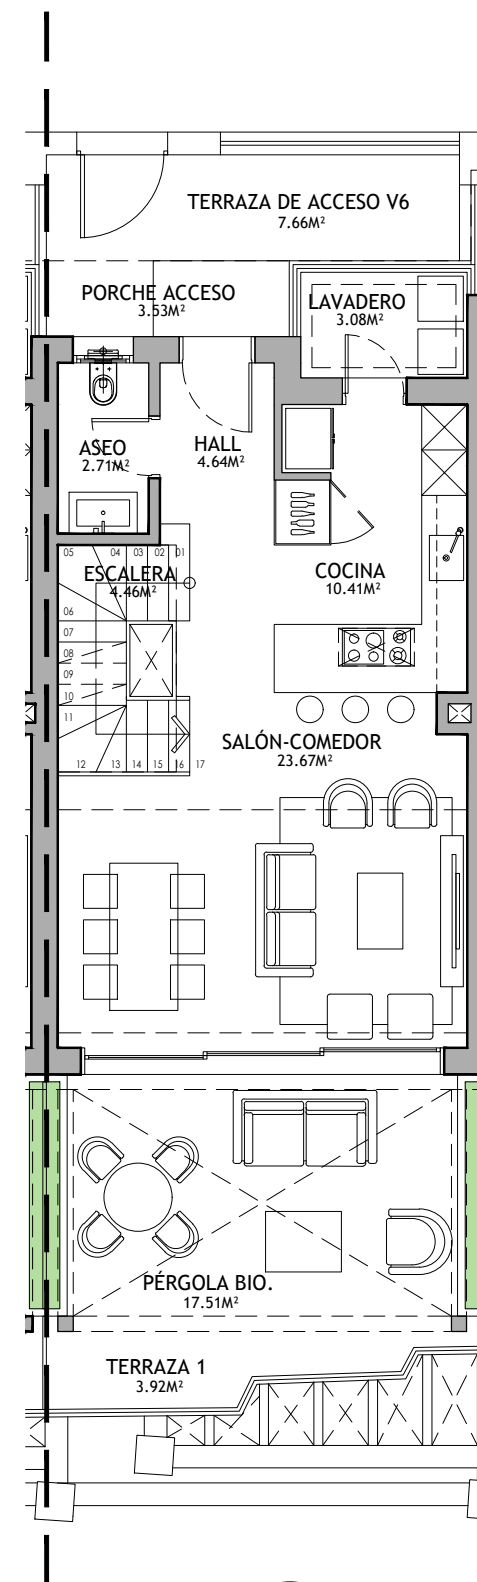 TERRAZA DE ACCESO V6
7.66M²
PORCHE ACCESO
3.53M²
LAVADERO
3.08M²
ASEO
2.71M²
HALL
4.64M²
05 04 03 02 01
ESCALERA
4.46M²
COCINA
10.41M²
06
07
08
09
10
11
SALÓN-COMEDOR
23.67M²
12 13 14 15 16 17
PÉRGOLA BIO.
17.51M²
TERRAZA 1
3.92M²